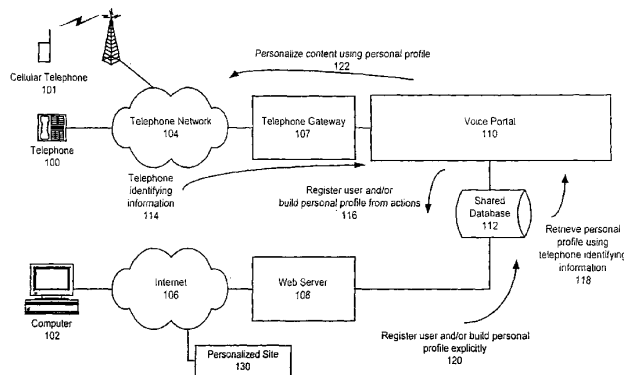 Personalize content using personal profile
122
Cellular Telephone
101
Telephone Network
104
Telephone Gateway
107
Voice Portal
110
Telephone
100
Telephone
identifying
information
114
Register user and/or
build personal profile from actions
116
Shared
Database
112
Retrieve personal
profile using
telephone identifying
information
118
Internet
106
Web Server
108
Computer
102
Register user and/or build personal
profile explicitly
120
Personalized Site
130